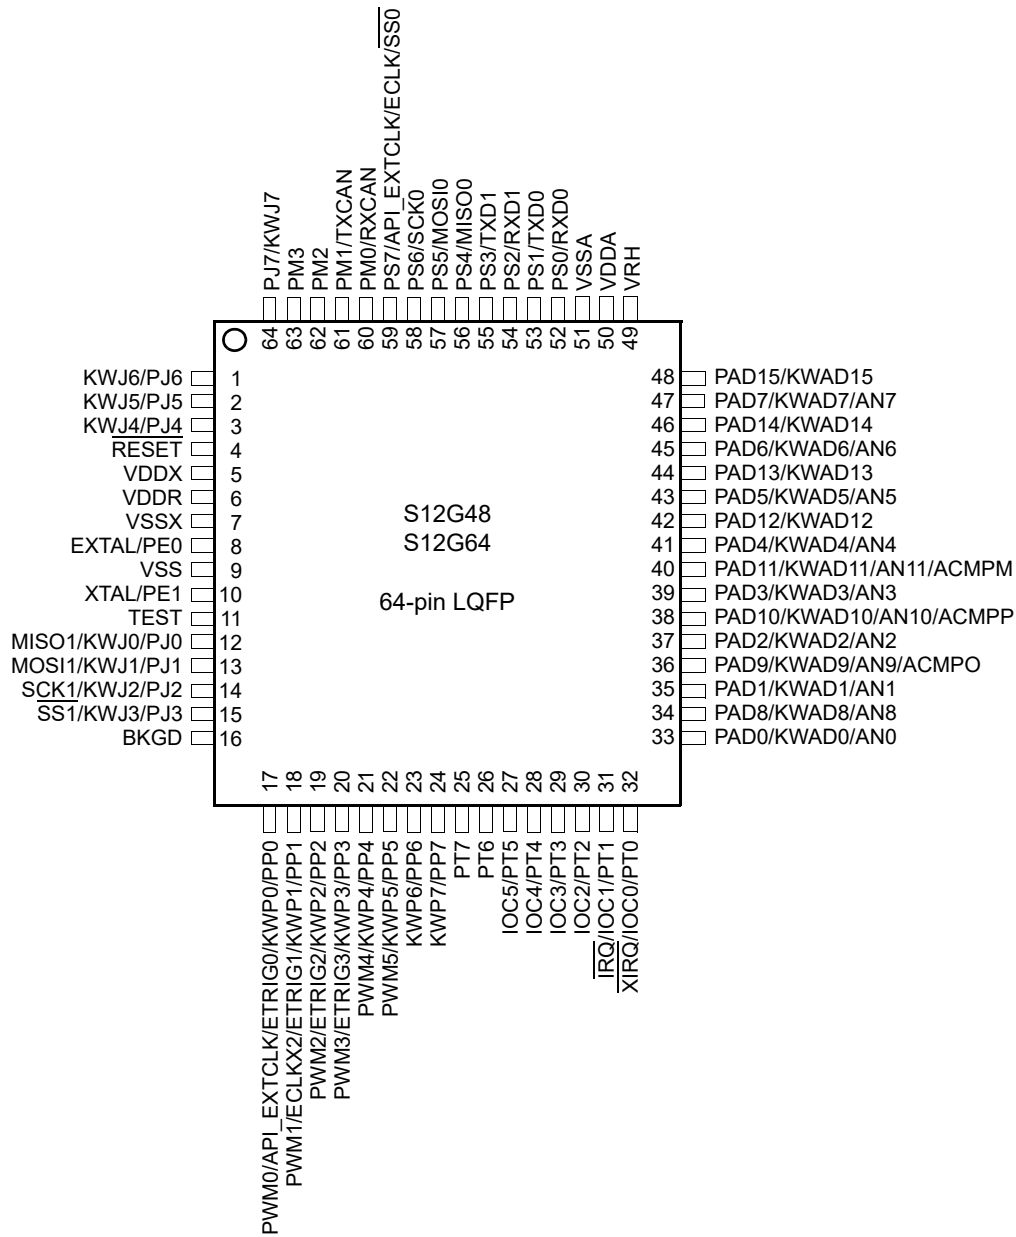 PJ7/KWJ7
PM3
PM2
PM1/TXCAN
PM0/RXCAN
PS7/API_EXTCLK/ECLK/SS0
PS6/SCK0
PS5/MOSI0
PS4/MISO0
PS3/TXD1
PS2/RXD1
PS1/TXD0
PS0/RXD0
VSSA
VDDA
VRH
64
63
62
61
60
59
58
57
56
55
54
53
52
51
50
49
KWJ6/PJ6 1
KWJ5/PJ5 2
KWJ4/PJ4 3
RESET 4
VDDX 5
VDDR 6
VSSX 7
EXTAL/PE0 8
VSS 9
XTAL/PE1 10
TEST 11
MISO1/KWJ0/PJ0 12
MOSI1/KWJ1/PJ1 13
SCK1/KWJ2/PJ2 14
SS1/KWJ3/PJ3 15
BKGD 16
S12G48
S12G64
64-pin LQFP
48 PAD15/KWAD15
47 PAD7/KWAD7/AN7
46 PAD14/KWAD14
45 PAD6/KWAD6/AN6
44 PAD13/KWAD13
43 PAD5/KWAD5/AN5
42 PAD12/KWAD12
41 PAD4/KWAD4/AN4
40 PAD11/KWAD11/AN11/ACMPM
39 PAD3/KWAD3/AN3
38 PAD10/KWAD10/AN10/ACMPP
37 PAD2/KWAD2/AN2
36 PAD9/KWAD9/AN9/ACMPO
35 PAD1/KWAD1/AN1
34 PAD8/KWAD8/AN8
33 PAD0/KWAD0/AN0
17
18
19
20
21
22
23
24
25
26
27
28
29
30
31
32
PWM0/API_EXTCLK/ETRIG0/KWP0/PP0
PWM1/ECLKX2/ETRIG1/KWP1/PP1
PWM2/ETRIG2/KWP2/PP2
PWM3/ETRIG3/KWP3/PP3
PWM4/KWP4/PP4
PWM5/KWP5/PP5
KWP6/PP6
KWP7/PP7
PT7
PT6
IOC5/PT5
IOC4/PT4
IOC3/PT3
IOC2/PT2
IRQ/IOC1/PT1
XIRQ/IOC0/PT0